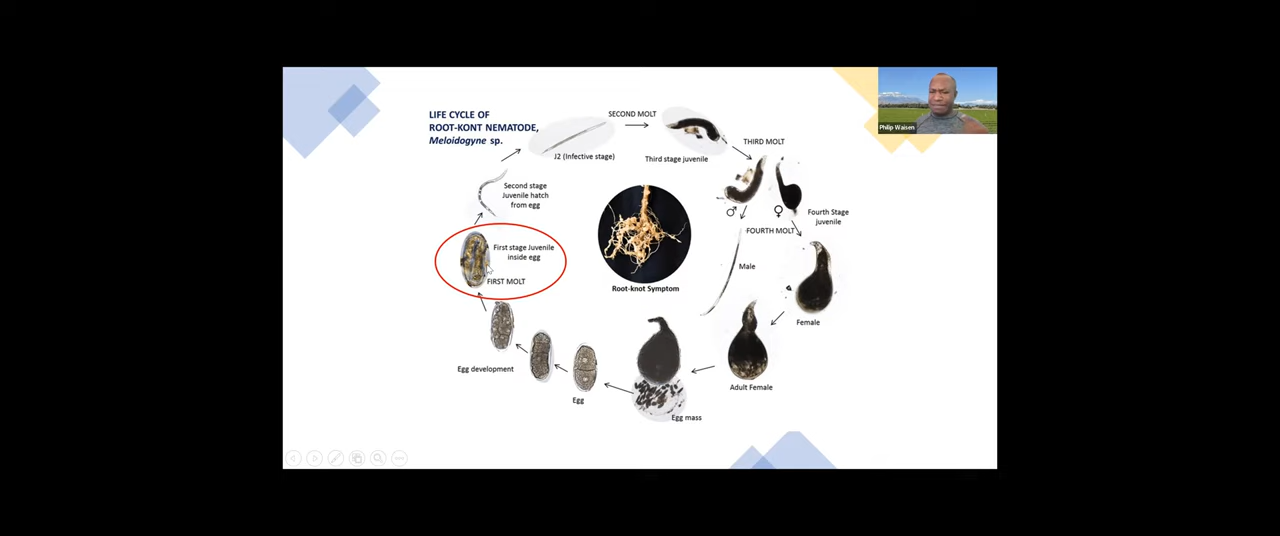 LIFE CYCLE OF
ROOT-KONT NEMATODE,
Meloidogyne sp.
SECOND MOLT
J2 (Infective stage)
Third stage juvenile
THIRD MOLT
Philip Waisen
Second stage
Juvenile hatch
from egg
♂
♀
Fourth Stage
juvenile
FOURTH MOLT
First stage Juvenile
inside egg
FIRST MOLT
Male
Root-knot Symptom
Female
Egg development
Egg
Adult Female
Egg mass